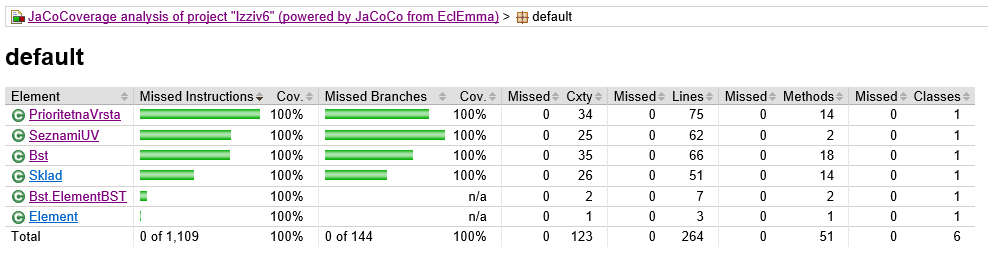 JaCoCoverage analysis of project "Izziv6" (powered by JaCoCo from EclEmma) > default
default
Element Missed Instructions Cov. Missed Branches Cov. Missed Cxty Missed Lines Missed Methods Missed Classes
PrioritetnaVrsta 100% 100% 0 34 0 75 0 14 0 1
SeznamiUV 100% 100% 0 25 0 62 0 2 0 1
Bst 100% 100% 0 35 0 66 0 18 0 1
Sklad 100% 100% 0 26 0 51 0 14 0 1
Bst.ElementBST 100% n/a 0 2 0 7 0 2 0 1
Element 100% n/a 0 1 0 3 0 1 0 1
Total 0 of 1,109 100% 0 of 144 100% 0 123 0 264 0 51 0 6